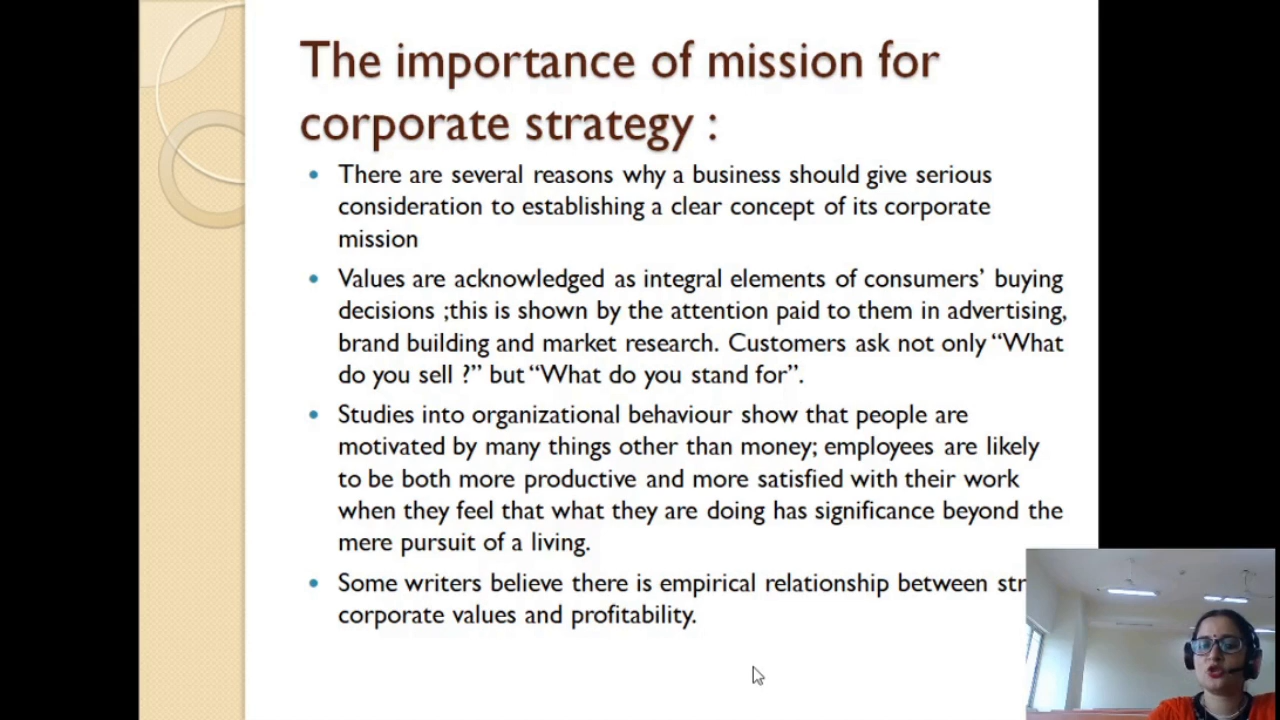 The importance of mission for
corporate strategy :
There are several reasons why a business should give serious
consideration to establishing a clear concept of its corporate
mission
Values are acknowledged as integral elements of consumers' buying
decisions ;this is shown by the attention paid to them in advertising,
brand building and market research. Customers ask not only “What
do you sell ?” but “What do you stand for”.
Studies into organizational behaviour show that people are
motivated by many things other than money; employees are likely
to be both more productive and more satisfied with their work
when they feel that what they are doing has significance beyond the
mere pursuit of a living.
Some writers believe there is empirical relationship between
corporate values and profitability.